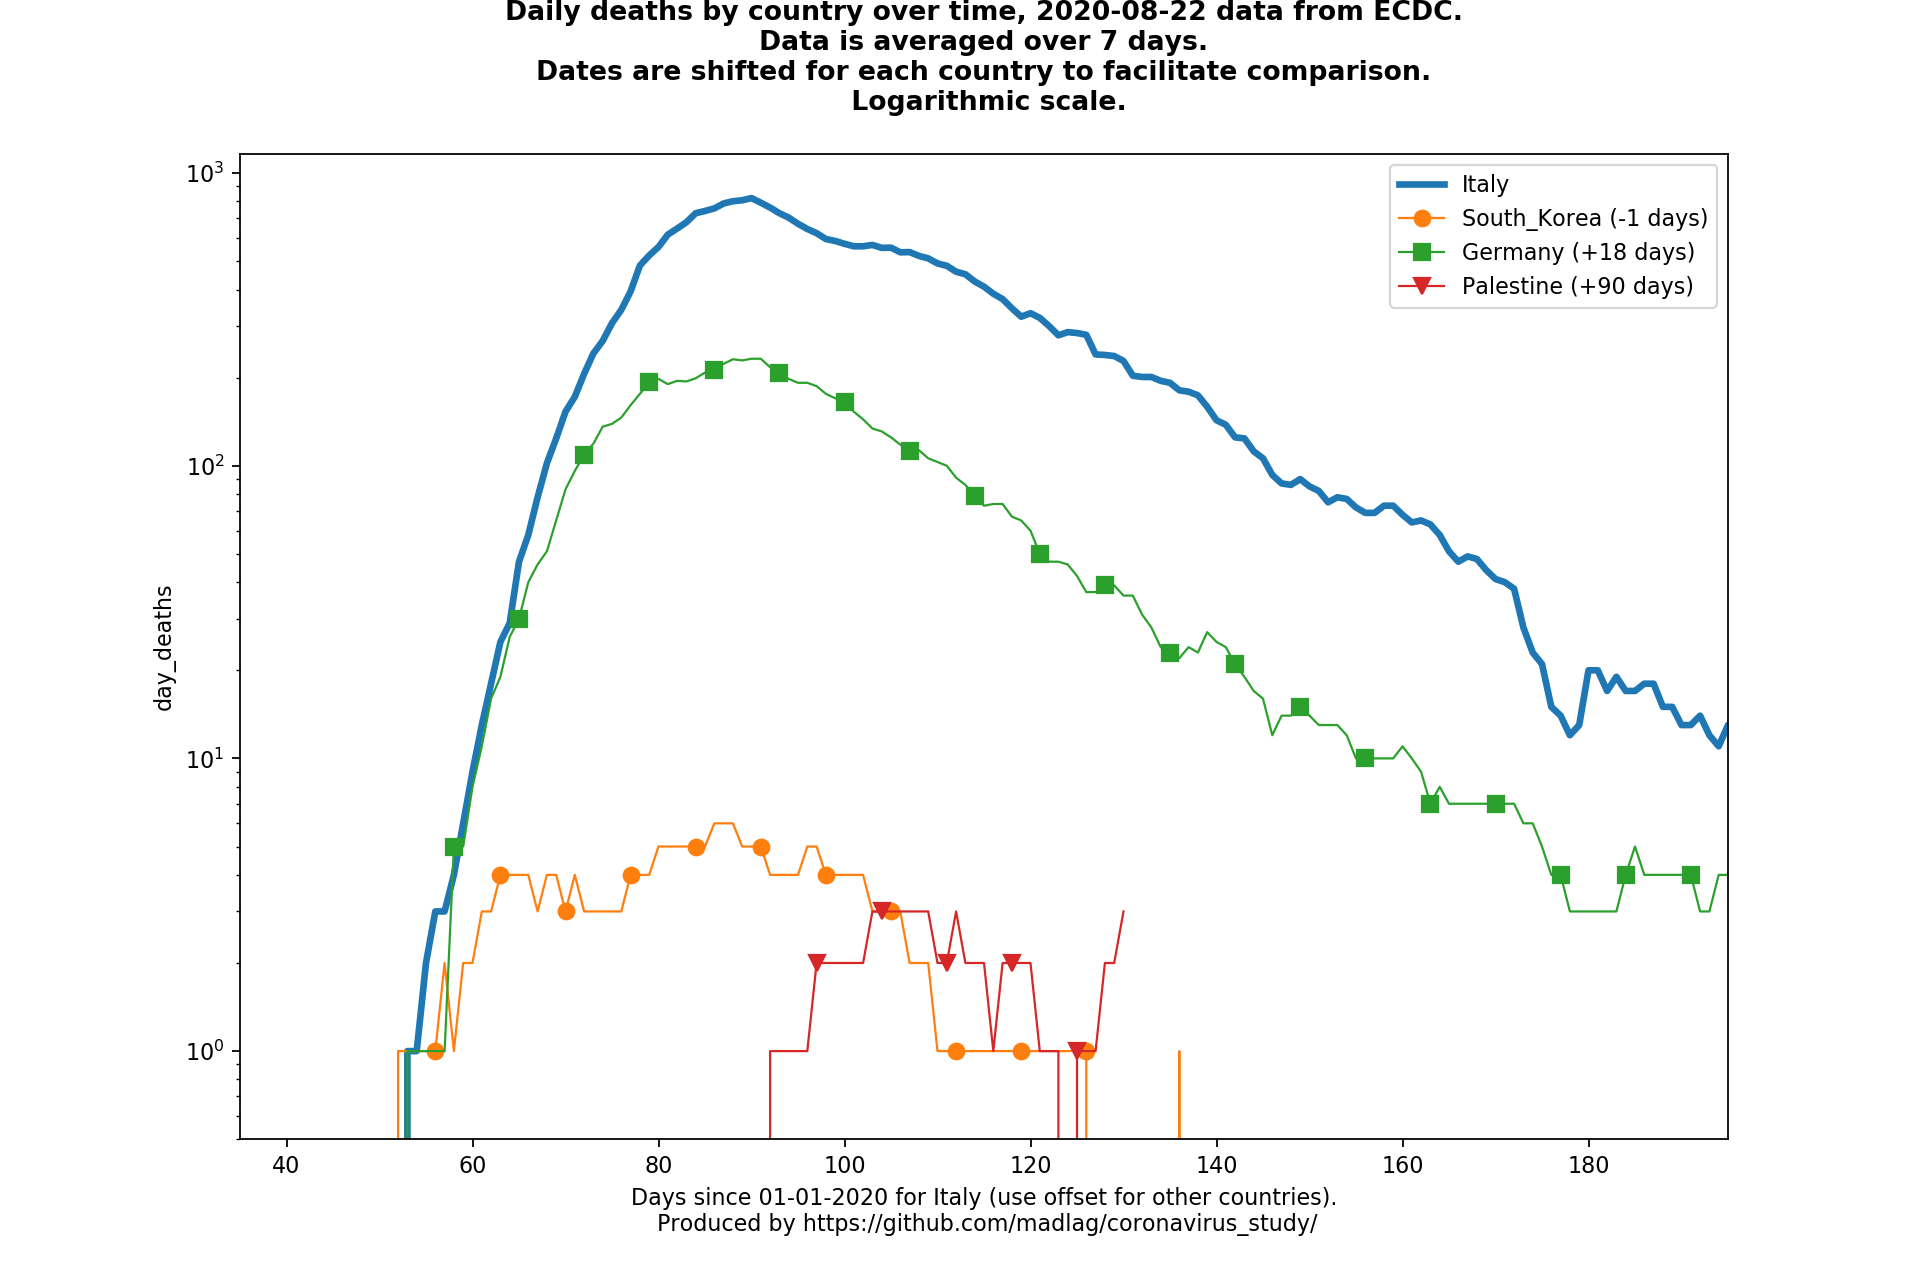 Daily deaths by country over time, 2020-08-22 data from ECDC.
Data is averaged over 7 days.
Dates are shifted for each country to facilitate comparison.
Logarithmic scale.
10³
10²
10¹
10⁰
day_deaths
Italy
South_Korea (-1 days)
Germany (+18 days)
Palestine (+90 days)
40 60 80 100 120 140 160 180
Days since 01-01-2020 for Italy (use offset for other countries).
Produced by https://github.com/madlag/coronavirus_study/